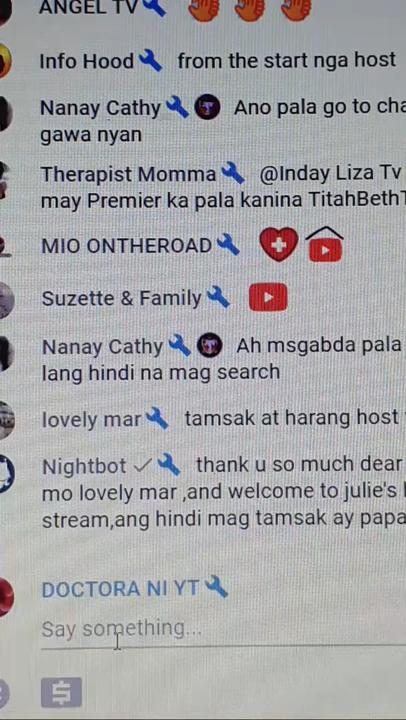 ANGEL TV
Info Hood from the start nga host
Nanay Cathy Ano pala go to cha
gawa nyan
Therapist Momma @Inday Liza Tv
may Premier ka pala kanina TitahBethT
MIO ONTHEROAD
Suzette & Family
Nanay Cathy Ah msgabda pala
lang hindi na mag search
lovely mar tamsak at harang host
Nightbot thank u so much dear
mo lovely mar ,and welcome to julie's
stream,ang hindi mag tamsak ay papa
DOCTORA NI YT
Say something...
$